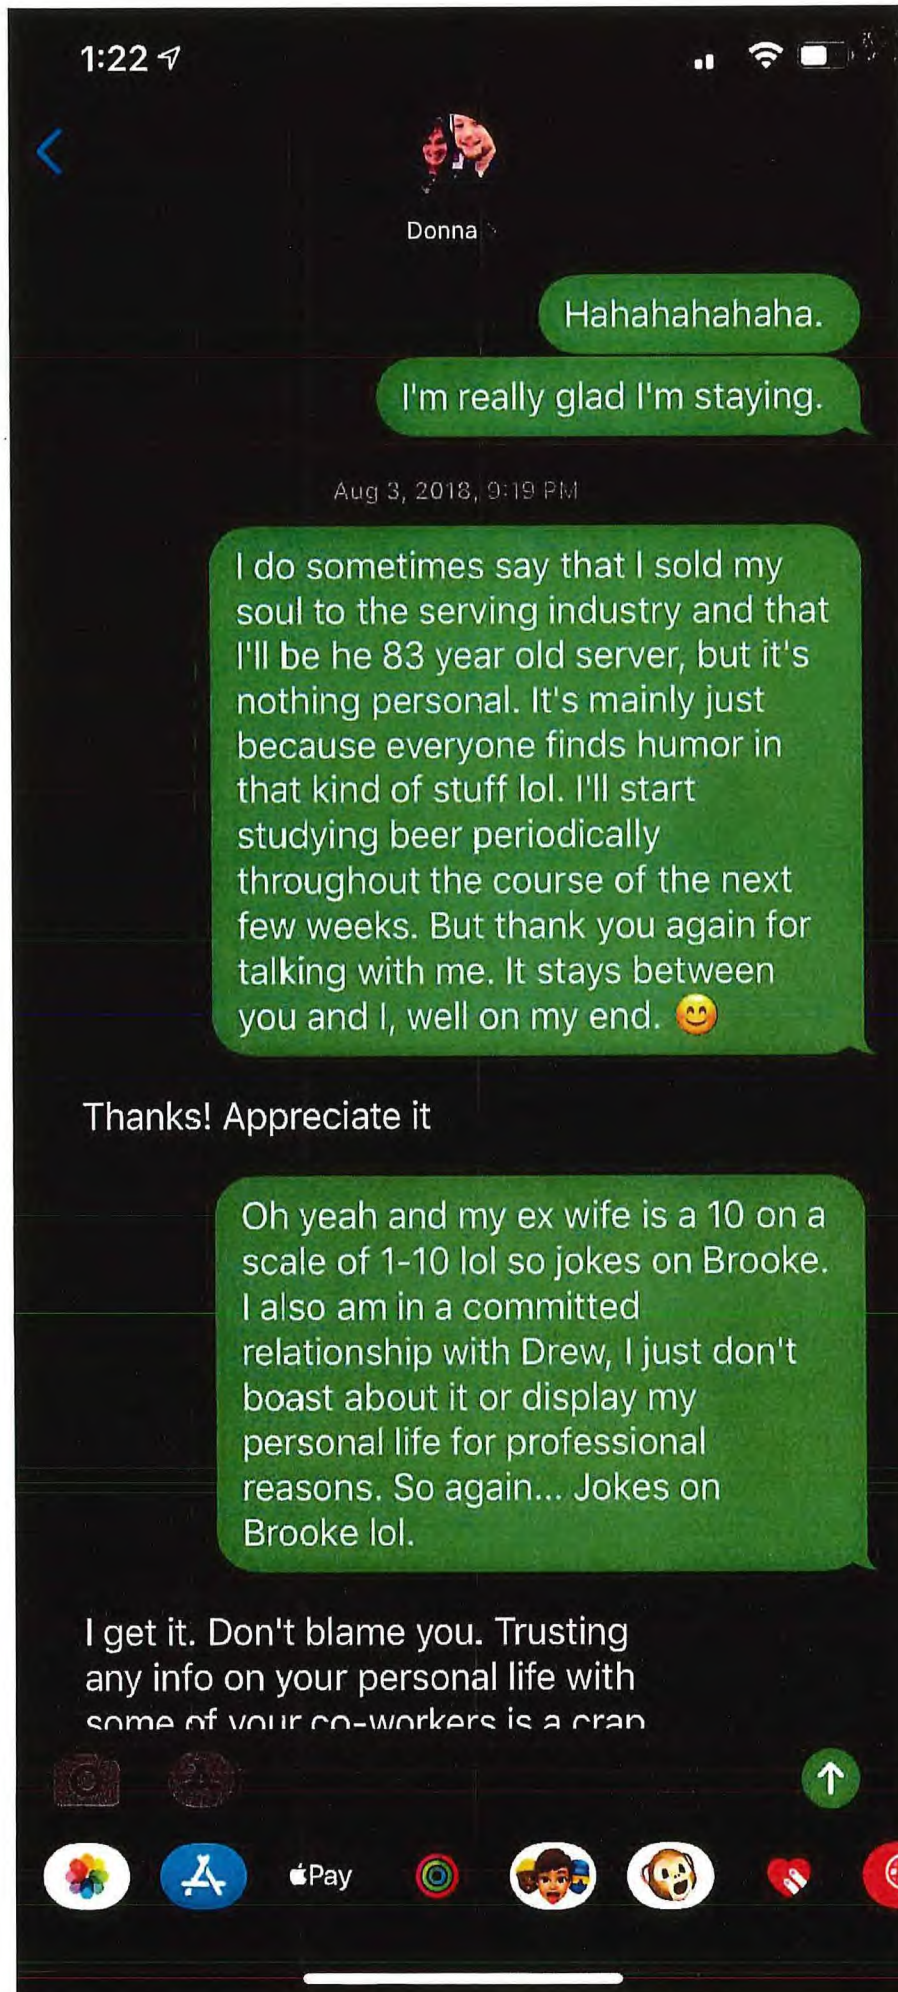 1:22
Donna
Hahahahahaha.
I'm really glad I'm staying.
Aug 3, 2018, 9:19 PM
I do sometimes say that I sold my
soul to the serving industry and that
I'll be he 83 year old server, but it's
nothing personal. It's mainly just
because everyone finds humor in
that kind of stuff lol. I'll start
studying beer periodically
throughout the course of the next
few weeks. But thank you again for
talking with me. It stays between
you and I, well on my end. 😊
Thanks! Appreciate it
Oh yeah and my ex wife is a 10 on a
scale of 1-10 lol so jokes on Brooke.
I also am in a committed
relationship with Drew, I just don't
boast about it or display my
personal life for professional
reasons. So again... Jokes on
Brooke lol.
I get it. Don't blame you. Trusting
any info on your personal life with
some of your co-workers is a crap
Pay